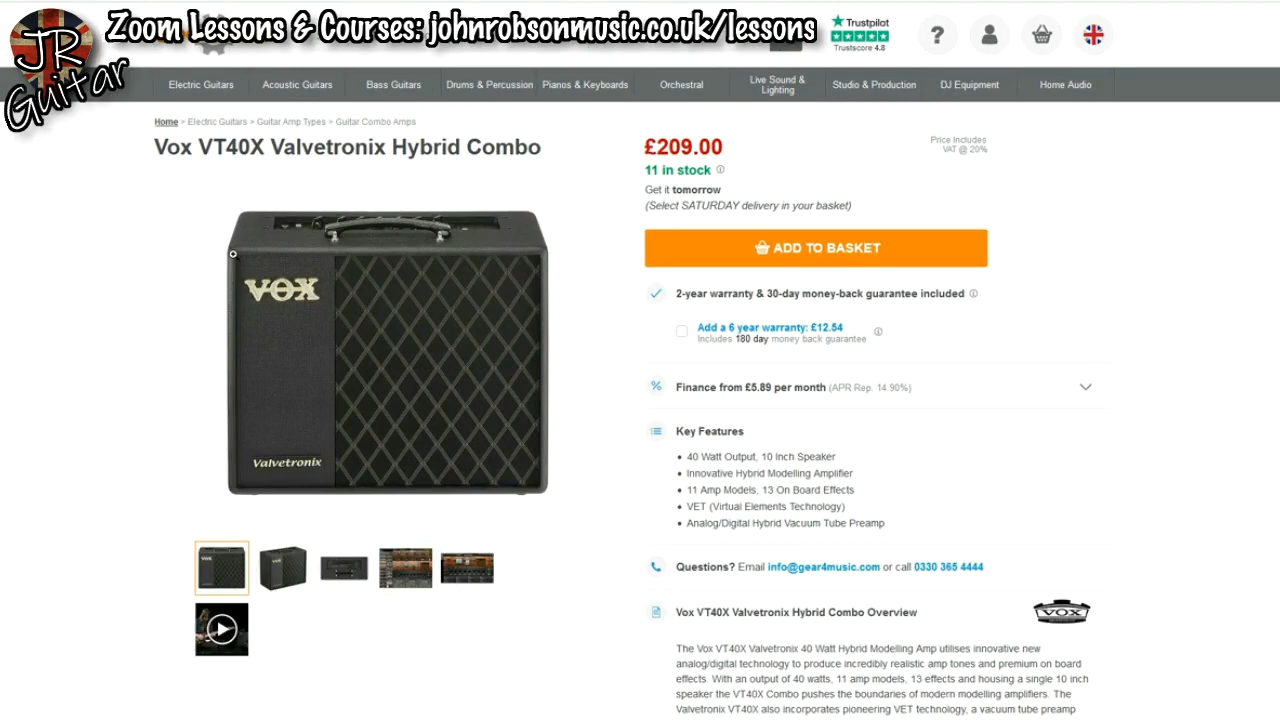 JR
Guitar
Zoom Lessons & Courses: johnrobsonmusic.co.uk/lessons
Trustpilot
Trustscore 4.8
?
Electric Guitars
Acoustic Guitars
Bass Guitars
Drums & Percussion
Pianos & Keyboards
Orchestral
Live Sound &
Lighting
Studio & Production
DJ Equipment
Home Audio
Home > Electric Guitars > Guitar Amp Types > Guitar Combo Amps
Vox VT40X Valvetronix Hybrid Combo
VOX
Valvetronix
£209.00
Price Includes
VAT @ 20%
11 in stock
Get it tomorrow
(Select SATURDAY delivery in your basket)
ADD TO BASKET
2-year warranty & 30-day money-back guarantee included
Add a 6 year warranty: £12.54
Includes 180 day money back guarantee
% Finance from £5.89 per month (APR Rep. 14.90%)
Key Features
• 40 Watt Output, 10 Inch Speaker
• Innovative Hybrid Modelling Amplifier
• 11 Amp Models, 13 On Board Effects
• VET (Virtual Elements Technology)
• Analog/Digital Hybrid Vacuum Tube Preamp
Questions? Email info@gear4music.com or call 0330 365 4444
Vox VT40X Valvetronix Hybrid Combo Overview
VOX
The Vox VT40X Valvetronix 40 Watt Hybrid Modelling Amp utilises innovative new
analog/digital technology to produce incredibly realistic amp tones and premium on board
effects. With an output of 40 watts, 11 amp models, 13 effects and housing a single 10 inch
speaker the VT40X Combo pushes the boundaries of modern modelling amplifiers. The
Valvetronix VT40X also incorporates pioneering VET technology, a vacuum tube preamp